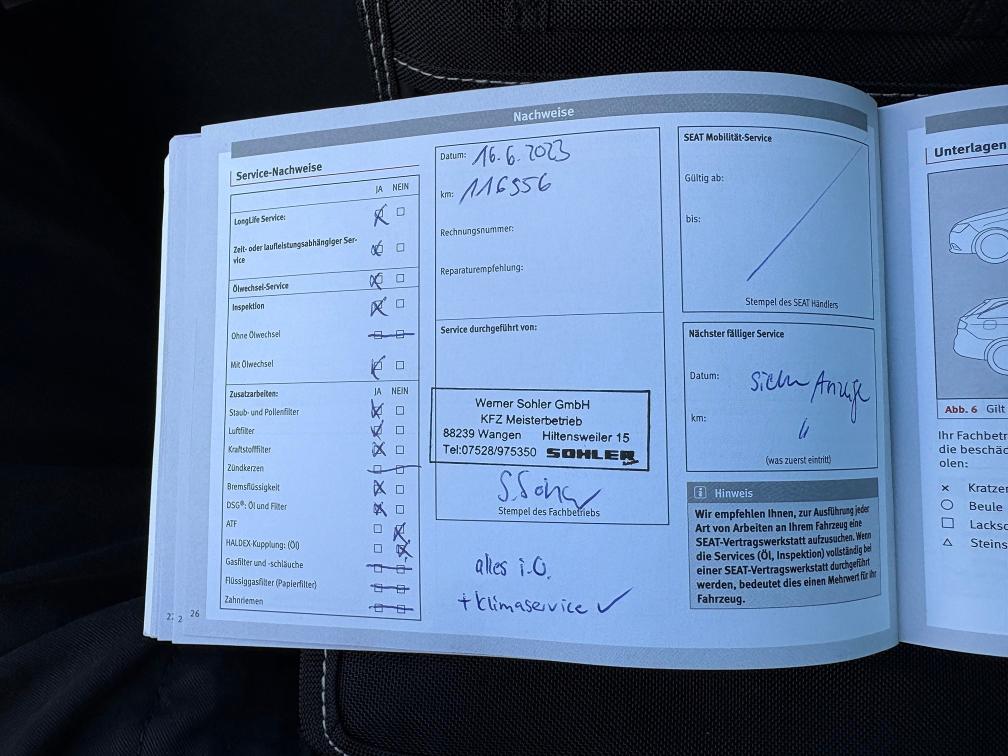 Nachweise
Service-Nachweise
JA NEIN
LongLife Service:
Zeit- oder laufleistungsabhängiger Ser-
vice
Ölwechsel-Service
Inspektion
Ohne Ölwechsel
Mit Ölwechsel
Zusatzarbeiten: JA NEIN
Staub- und Pollenfilter
Luftfilter
Kraftstofffilter
Zündkerzen
Bremsflüssigkeit
DSG®: Öl und Filter
ATF
HALDEX-Kupplung: (Öl)
Gasfilter und -schläuche
Flüssiggasfilter (Papierfilter)
Zahnriemen
26
Datum: 16.6.2023
km: 116956
Rechnungsnummer:
Reparaturempfehlung:
Service durchgeführt von:
Werner Sohler GmbH
KFZ Meisterbetrieb
88239 Wangen Hiltensweiler 15
Tel:07528/975350 SOHLER
Stempel des Fachbetriebs
alles i.O.
+ Klimaservice ✓
SEAT Mobilität-Service
Gültig ab:
bis:
Stempel des SEAT Händlers
Nächster fälliger Service
Datum: Siehe Anzeige
km: "
(was zuerst eintritt)
i Hinweis
Wir empfehlen Ihnen, zur Ausführung jeder
Art von Arbeiten an Ihrem Fahrzeug eine
SEAT-Vertragswerkstatt aufzusuchen. Wenn
die Services (Öl, Inspektion) vollständig bei
einer SEAT-Vertragswerkstatt durchgeführt
werden, bedeutet dies einen Mehrwert für Ihr
Fahrzeug.
Unterlagen
Abb. 6 Gilt
Ihr Fachbetr
die beschäd
olen:
× Kratzer
Beule
Lacksc
Steins